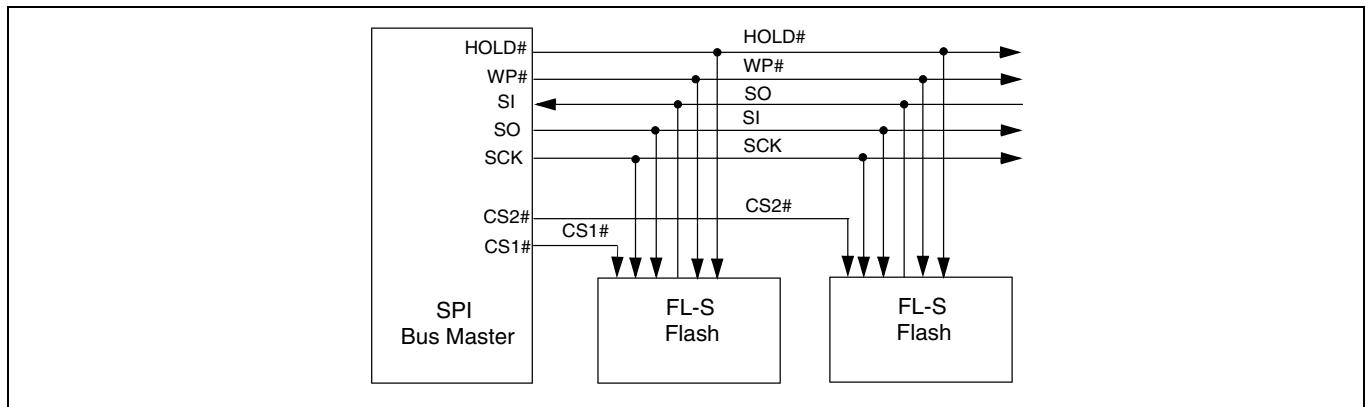 HOLD# HOLD#
WP# WP#
SI SO
SO SI
SCK SCK
CS2# CS2#
CS1# CS1#
SPI
Bus Master
FL-S
Flash
FL-S
Flash